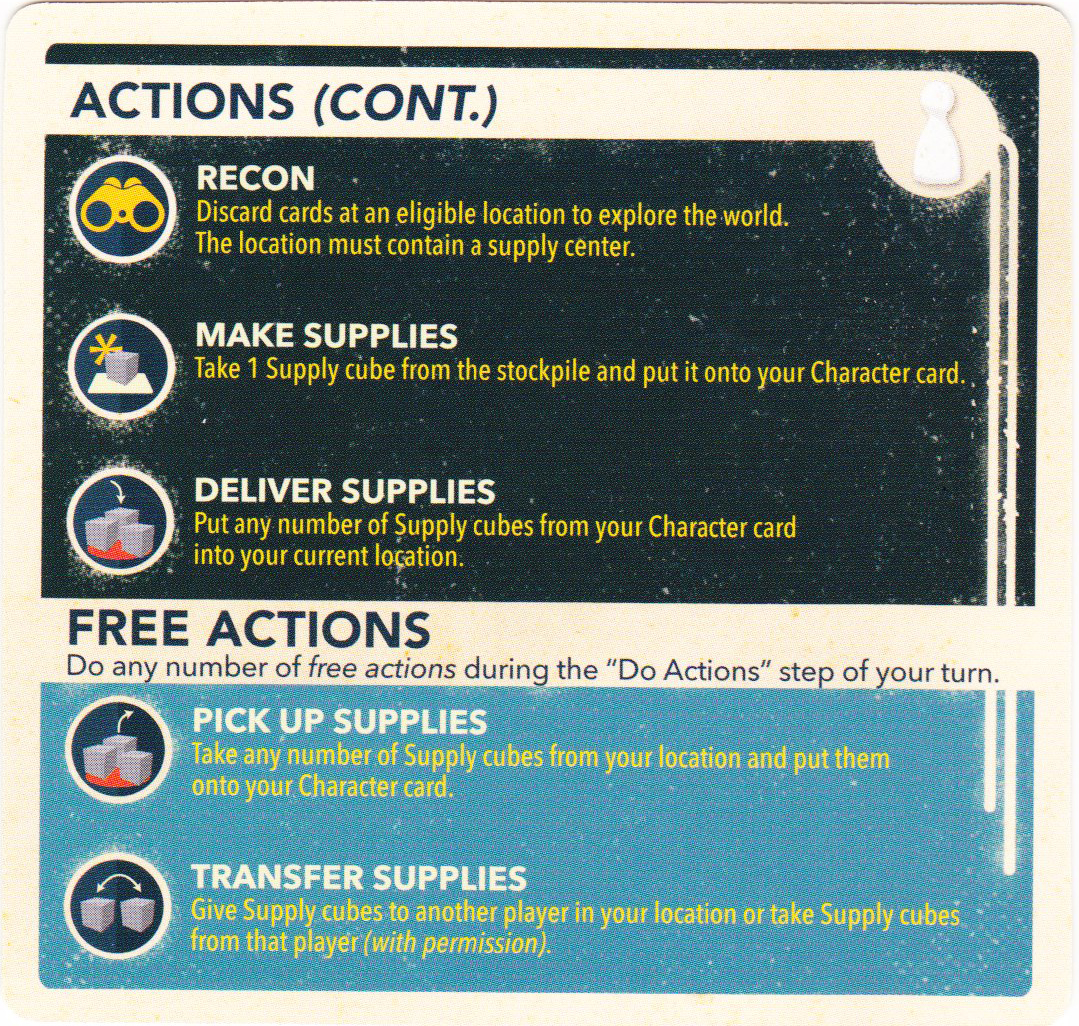 ACTIONS (CONT.)
RECON
Discard cards at an eligible location to explore the world.
The location must contain a supply center.
MAKE SUPPLIES
Take 1 Supply cube from the stockpile and put it onto your Character card.
DELIVER SUPPLIES
Put any number of Supply cubes from your Character card
into your current location.
FREE ACTIONS
Do any number of free actions during the “Do Actions” step of your turn.
PICK UP SUPPLIES
Take any number of Supply cubes from your location and put them
onto your Character card.
TRANSFER SUPPLIES
Give Supply cubes to another player in your location or take Supply cubes
from that player (with permission).